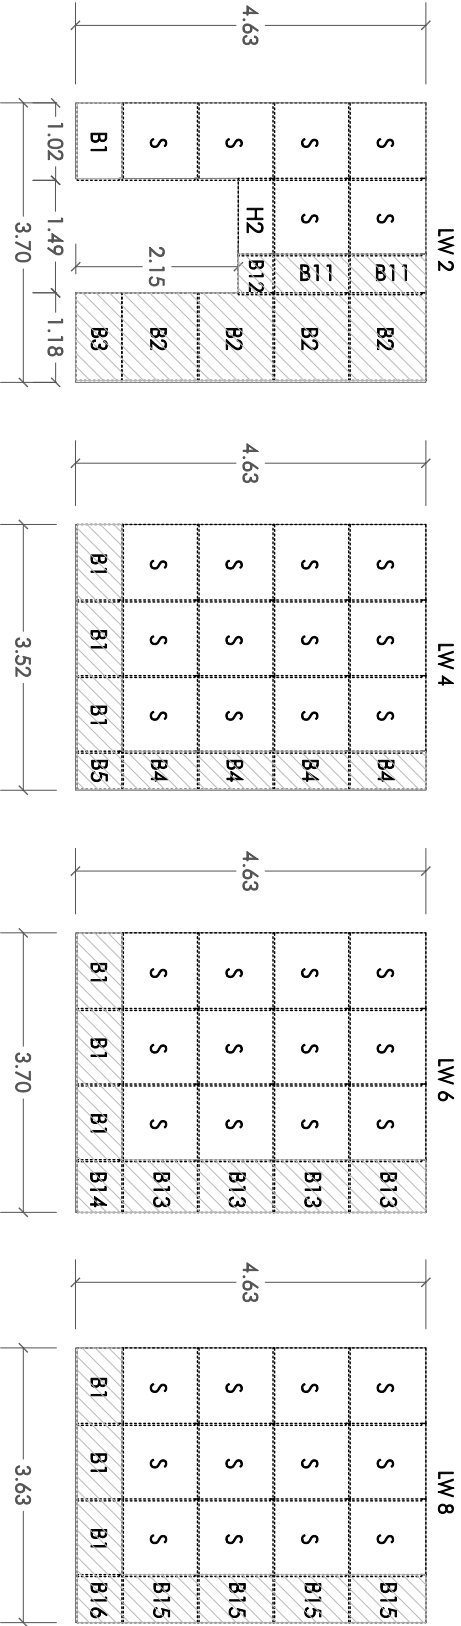 LW 2
S S B11 B2
S S B11 B2
4.63
S H2 B12 B2
S 2.15 B2
B1 B3
1.02 1.49 1.18
3.70
LW 4
S S S B4
S S S B4
4.63
S S S B4
S S S B4
B1 B1 B1 B5
3.52
LW 6
S S S B13
S S S B13
4.63
S S S B13
S S S B13
B1 B1 B1 B14
3.70
LW 8
S S S B15
S S S B15
4.63
S S S B15
S S S B15
B1 B1 B1 B16
3.63